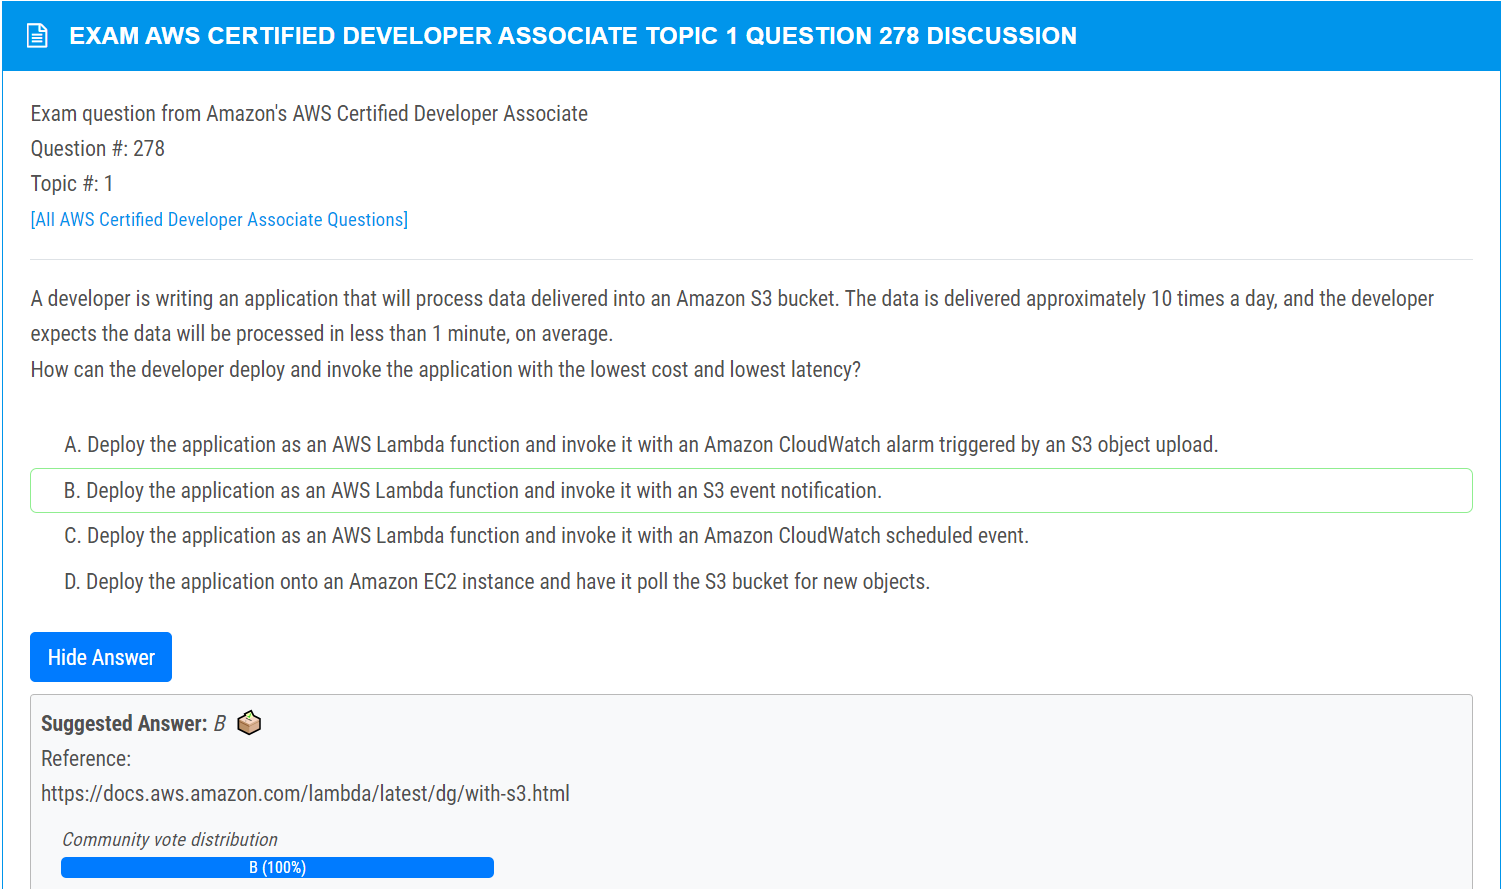 EXAM AWS CERTIFIED DEVELOPER ASSOCIATE TOPIC 1 QUESTION 278 DISCUSSION
Exam question from Amazon's AWS Certified Developer Associate
Question #: 278
Topic #: 1
[All AWS Certified Developer Associate Questions]
A developer is writing an application that will process data delivered into an Amazon S3 bucket. The data is delivered approximately 10 times a day, and the developer
expects the data will be processed in less than 1 minute, on average.
How can the developer deploy and invoke the application with the lowest cost and lowest latency?
A. Deploy the application as an AWS Lambda function and invoke it with an Amazon CloudWatch alarm triggered by an S3 object upload.
B. Deploy the application as an AWS Lambda function and invoke it with an S3 event notification.
C. Deploy the application as an AWS Lambda function and invoke it with an Amazon CloudWatch scheduled event.
D. Deploy the application onto an Amazon EC2 instance and have it poll the S3 bucket for new objects.
Hide Answer
Suggested Answer: B
Reference:
https://docs.aws.amazon.com/lambda/latest/dg/with-s3.html
Community vote distribution
B (100%)